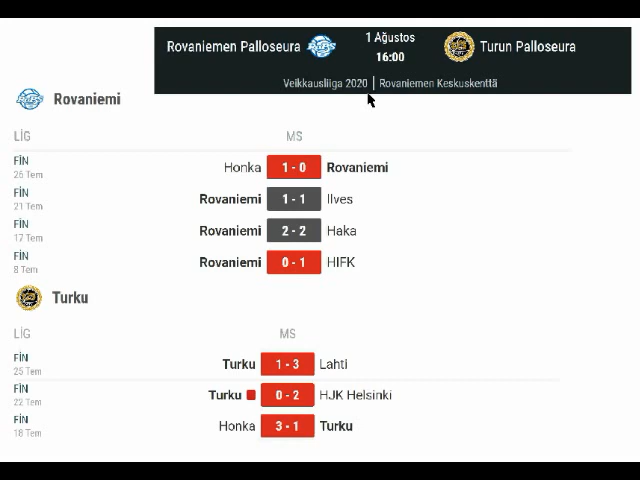 Rovaniemen Palloseura 1 Ağustos 16:00 Turun Palloseura
Veikkausliiga 2020 | Rovaniemen Keskuskenttä
Rovaniemi
LİG MS
FİN 26 Tem Honka 1 - 0 Rovaniemi
FİN 21 Tem Rovaniemi 1 - 1 Ilves
FİN 17 Tem Rovaniemi 2 - 2 Haka
FİN 8 Tem Rovaniemi 0 - 1 HIFK
Turku
LİG MS
FİN 25 Tem Turku 1 - 3 Lahti
FİN 22 Tem Turku 0 - 2 HJK Helsinki
FİN 18 Tem Honka 3 - 1 Turku